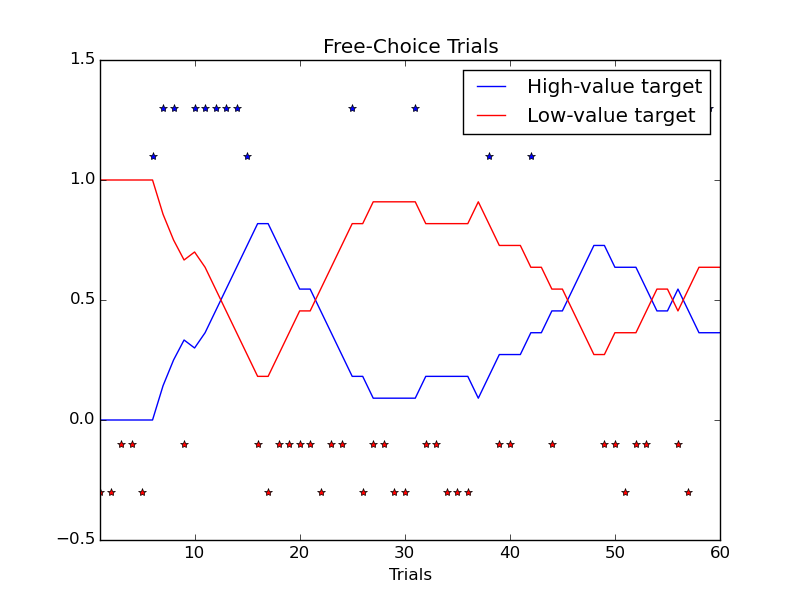 Free-Choice Trials
1.5
High-value target
Low-value target
1.0
0.5
0.0
−0.5
10 20 30 40 50 60
Trials